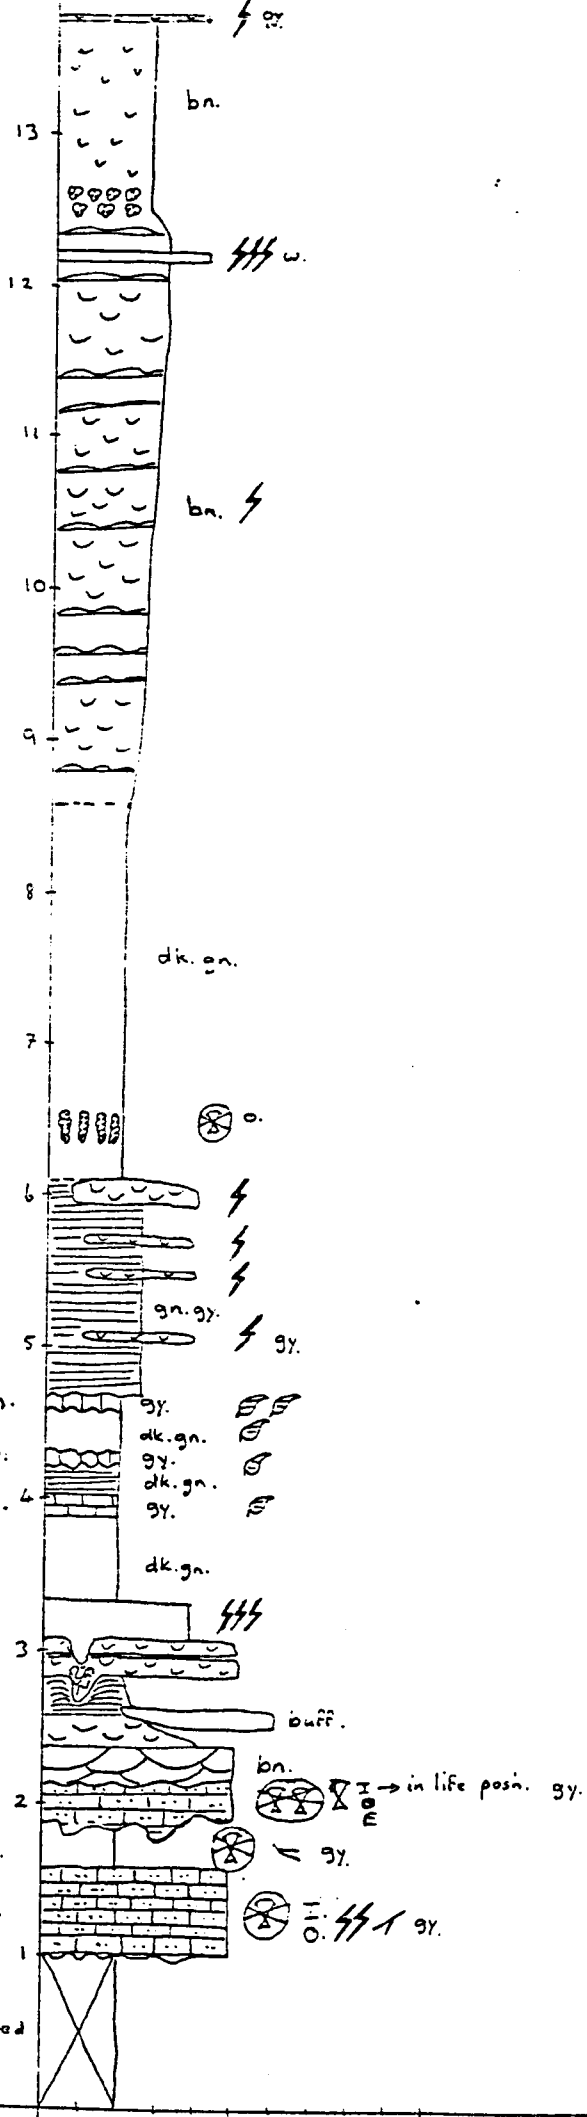 gy.
bn.
13
w.
12
11
bn.
10
9
8
dk. gn.
7
o.
6
gn. gy.
5 gy.
gy.
dk. gn.
gy.
dk. gn.
4 gy.
dk. gn.
3
buff.
bn.
2 I → in life posn. gy.
gy.
O. gy.
1
ed